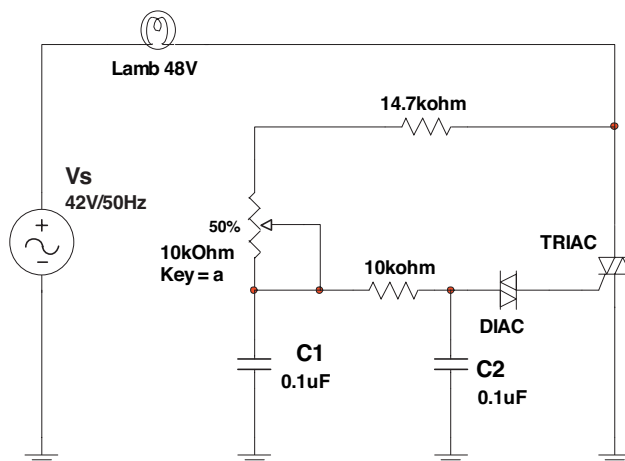 Lamb 48V
14.7kohm
Vs
42V/50Hz
50%
10kOhm
Key = a
10kohm
TRIAC
DIAC
C1
0.1uF
C2
0.1uF